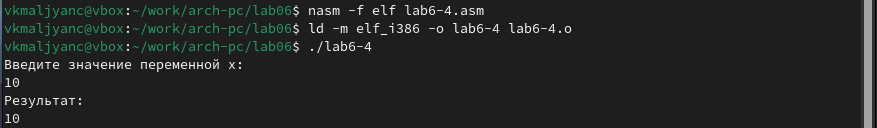 vkmaljyanc@vbox:~/work/arch-pc/lab06$ nasm -f elf lab6-4.asm
vkmaljyanc@vbox:~/work/arch-pc/lab06$ ld -m elf_i386 -o lab6-4 lab6-4.o
vkmaljyanc@vbox:~/work/arch-pc/lab06$ ./lab6-4
Введите значение переменной x:
10
Результат:
10